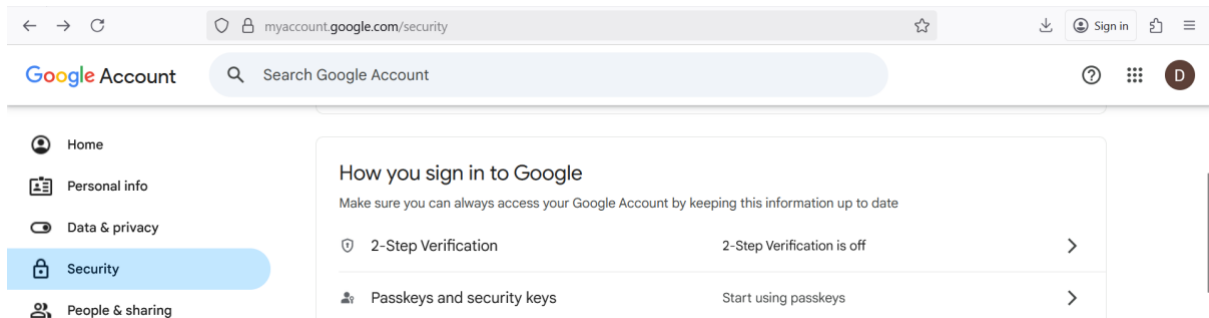 myaccount.google.com/security
Sign in
Google Account
Search Google Account
D
Home
Personal info
Data & privacy
Security
People & sharing
How you sign in to Google
Make sure you can always access your Google Account by keeping this information up to date
2-Step Verification 2-Step Verification is off
Passkeys and security keys Start using passkeys